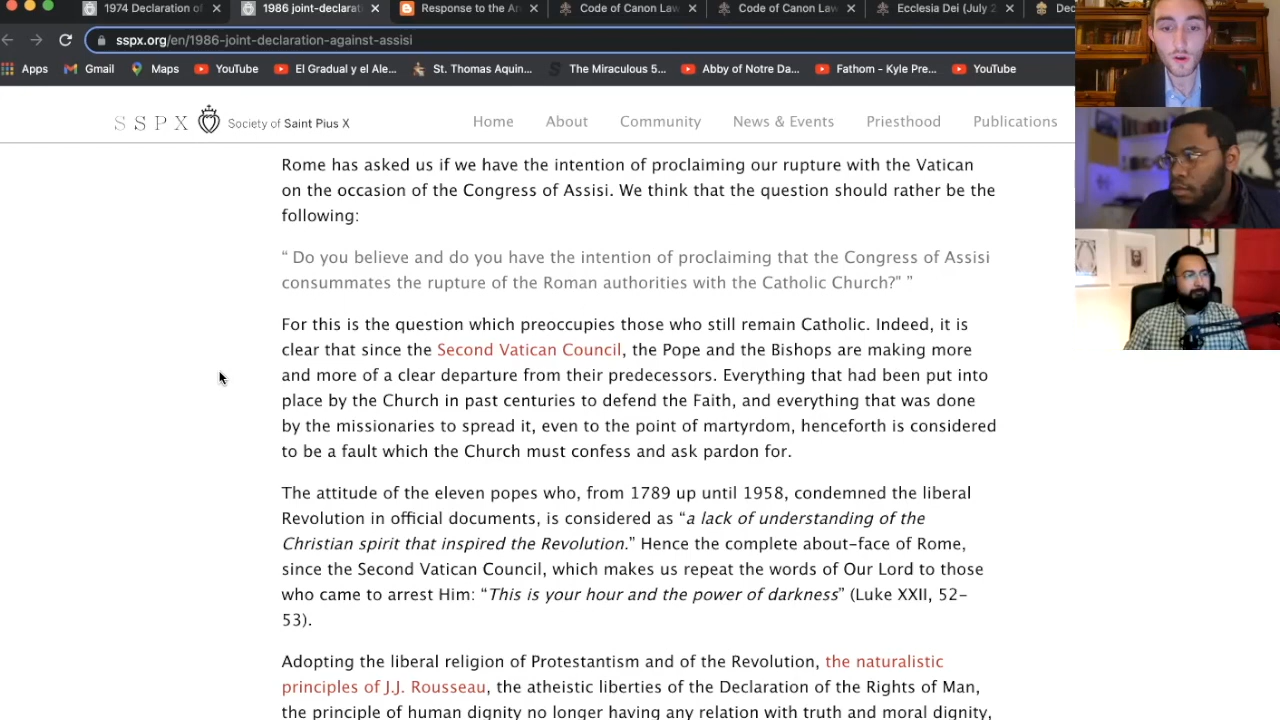 1974 Declaration of
1986 joint-declarat
Response to the Ar
Code of Canon Law
Code of Canon Law
Ecclesia Dei (July 2
Dec
sspx.org/en/1986-joint-declaration-against-assisi
Apps Gmail Maps YouTube El Gradual y el Ale... St. Thomas Aquin... The Miraculous 5... Abby of Notre Da... Fathom - Kyle Pre... YouTube
SSPX Society of Saint Pius X Home About Community News & Events Priesthood Publications
Rome has asked us if we have the intention of proclaiming our rupture with the Vatican
on the occasion of the Congress of Assisi. We think that the question should rather be the
following:
“ Do you believe and do you have the intention of proclaiming that the Congress of Assisi
consummates the rupture of the Roman authorities with the Catholic Church?" ”
For this is the question which preoccupies those who still remain Catholic. Indeed, it is
clear that since the Second Vatican Council, the Pope and the Bishops are making more
and more of a clear departure from their predecessors. Everything that had been put into
place by the Church in past centuries to defend the Faith, and everything that was done
by the missionaries to spread it, even to the point of martyrdom, henceforth is considered
to be a fault which the Church must confess and ask pardon for.
The attitude of the eleven popes who, from 1789 up until 1958, condemned the liberal
Revolution in official documents, is considered as “a lack of understanding of the
Christian spirit that inspired the Revolution.” Hence the complete about-face of Rome,
since the Second Vatican Council, which makes us repeat the words of Our Lord to those
who came to arrest Him: “This is your hour and the power of darkness” (Luke XXII, 52-
53).
Adopting the liberal religion of Protestantism and of the Revolution, the naturalistic
principles of J.J. Rousseau, the atheistic liberties of the Declaration of the Rights of Man,
the principle of human dignity no longer having any relation with truth and moral dignity,